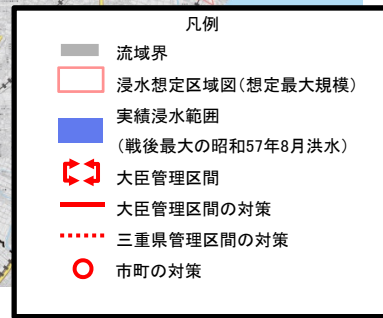 凡例
流域界
浸水想定区域図(想定最大規模)
実績浸水範囲
(戦後最大の昭和57年8月洪水)
大臣管理区間
大臣管理区間の対策
三重県管理区間の対策
市町の対策